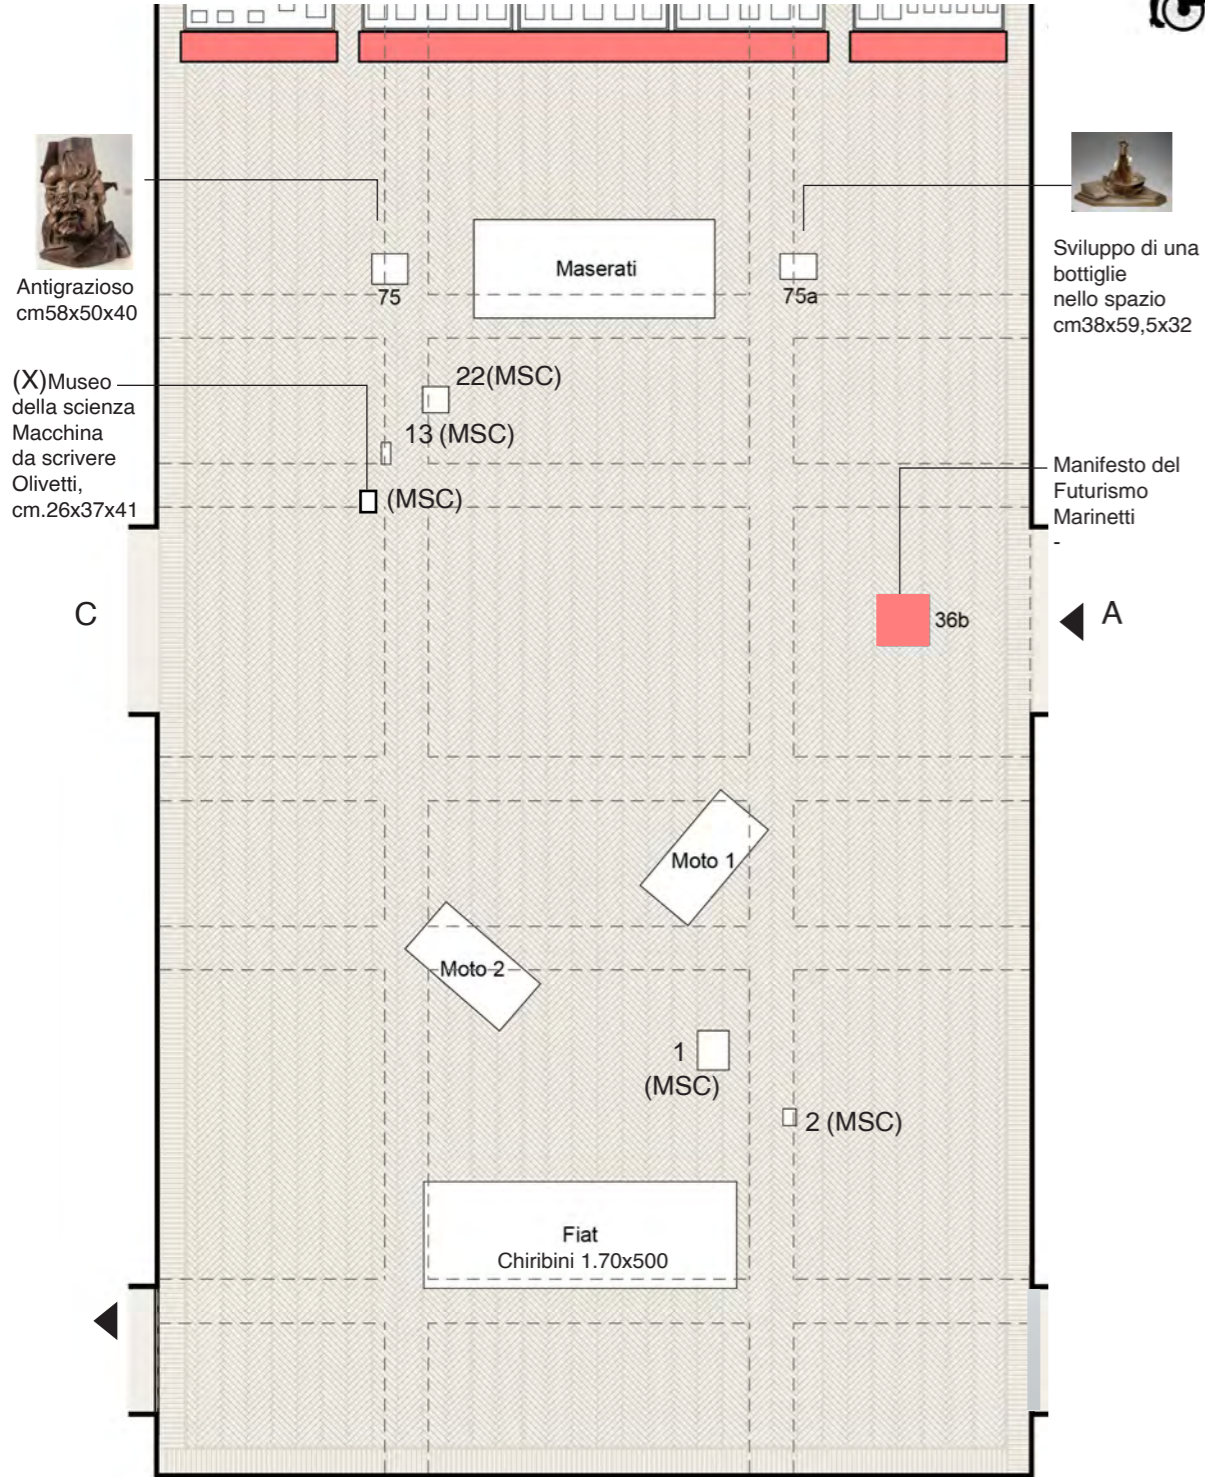 Antigrazioso
cm58x50x40
75
Maserati
75a
Sviluppo di una
bottiglie
nello spazio
cm38x59,5x32
(X)Museo
della scienza
Macchina
da scrivere
Olivetti,
cm.26x37x41
22(MSC)
13 (MSC)
(MSC)
Manifesto del
Futurismo
Marinetti
-
C
36b
A
Moto 1
Moto 2
1
(MSC)
2 (MSC)
Fiat
Chiribini 1.70x500